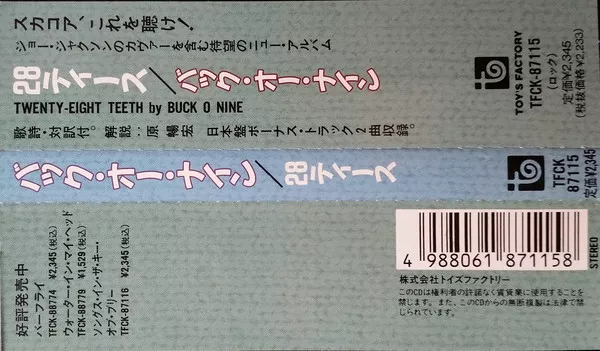 スカコア、これを聴け!
ジョー・ジャクソンのカヴァーを含む待望のニュー・アルバム
28ティース/バック・オー・ナイン
TWENTY-EIGHT TEETH by BUCK O NINE
歌詩・対訳付。解説:原 暢宏 日本盤ボーナス・トラック2曲収録。
TOY'S FACTORY
TFCK-87115
(ロック)
定価¥2,345
(税抜価格¥2,233)
バック・オー・ナイン/28ティース
TFCK
87115
定価¥2,345
好評発売中
バーフライ
TFCK-88774 ¥2,345(税込)
ウォーター・イン・マイ・ヘッド
TFCK-88779 ¥1,529(税込)
ソングス・イン・ザ・キー・
オブ・ブリー
TFCK-87116 ¥2,345(税込)
4 988061 871158
STEREO
株式会社トイズファクトリー
このCDは権利者の許諾なく賃貸業に使用することを
禁じます。また、このCDからの無断複製は法律で禁
じられています。